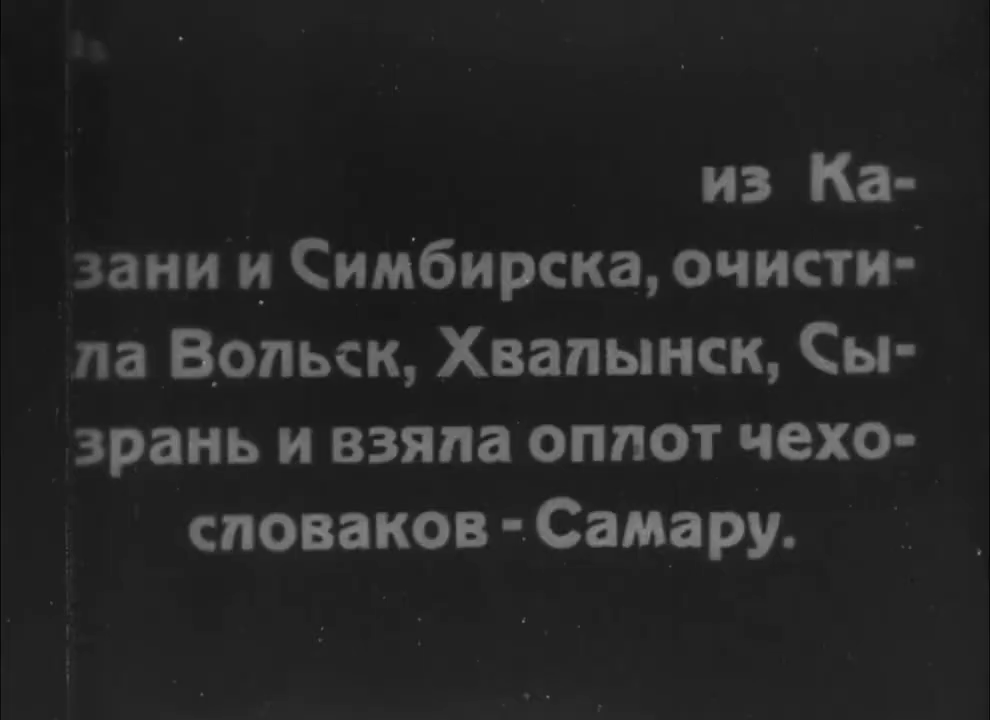 из Ка-
зани и Симбирска, очисти-
ла Вольск, Хвалынск, Сы-
зрань и взяла оплот чехо-
словаков - Самару.